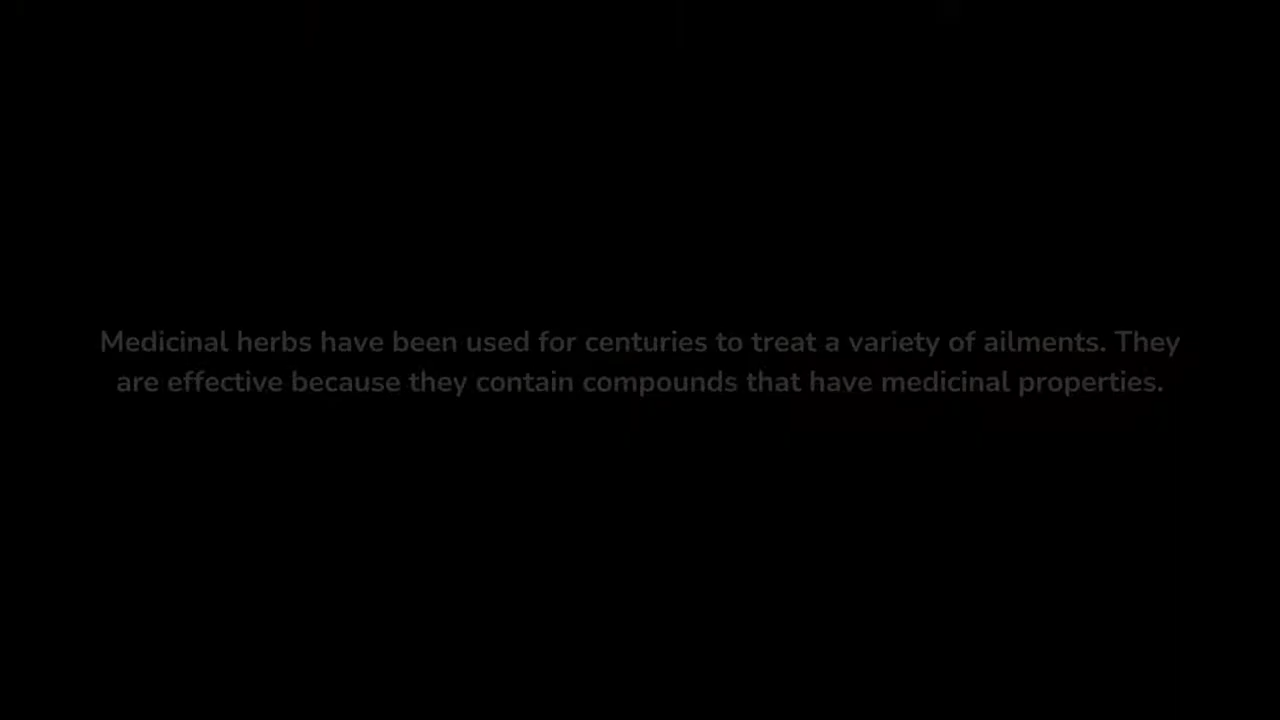 Medicinal herbs have been used for centuries to treat a variety of ailments. They
are effective because they contain compounds that have medicinal properties.